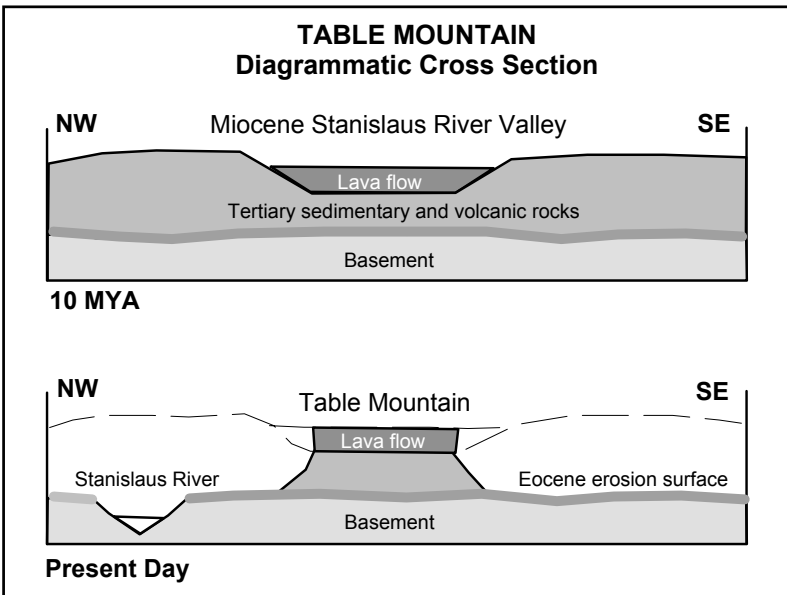 TABLE MOUNTAIN
Diagrammatic Cross Section
NW
Miocene Stanislaus River Valley
SE
Lava flow
Tertiary sedimentary and volcanic rocks
Basement
10 MYA
NW
Table Mountain
SE
Lava flow
Stanislaus River
Eocene erosion surface
Basement
Present Day